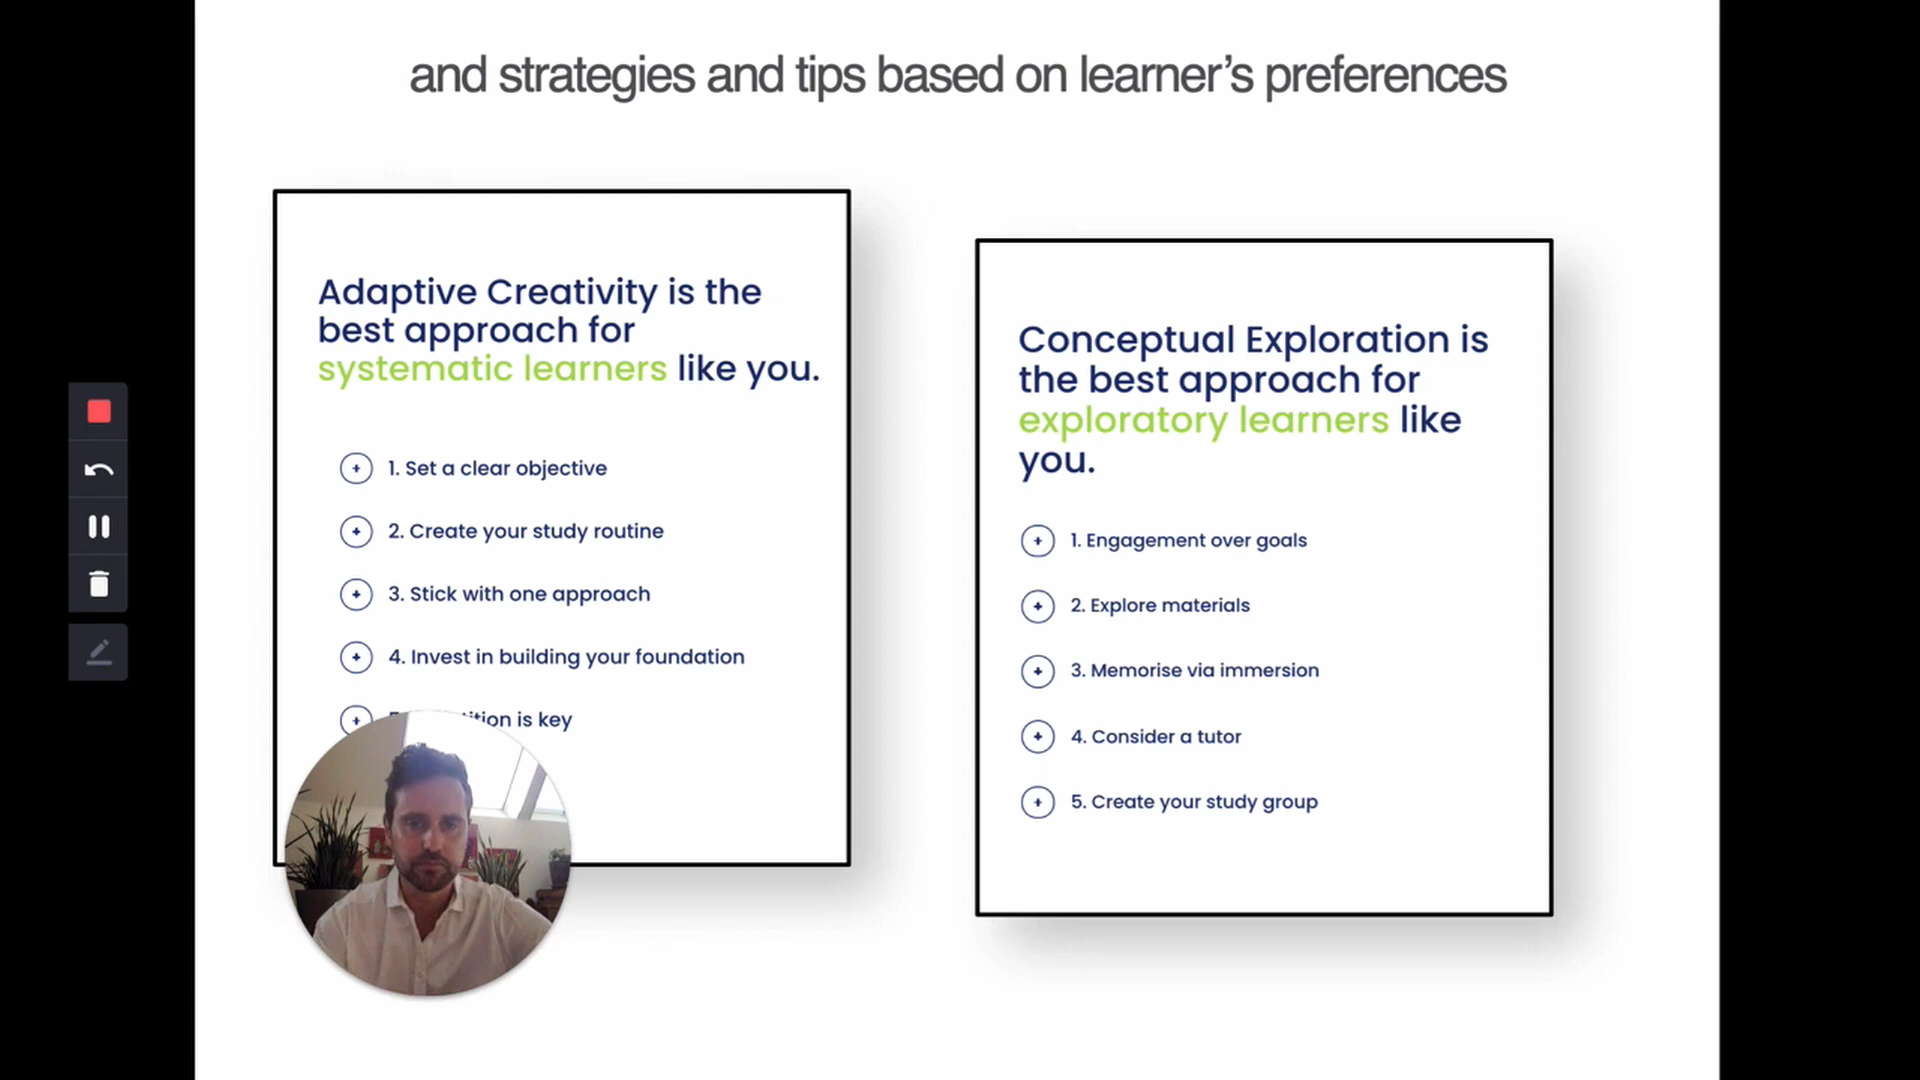 and strategies and tips based on learner’s preferences
Adaptive Creativity is the
best approach for
systematic learners like you.
1. Set a clear objective
2. Create your study routine
3. Stick with one approach
4. Invest in building your foundation
is key
Conceptual Exploration is
the best approach for
exploratory learners like
you.
1. Engagement over goals
2. Explore materials
3. Memorise via immersion
4. Consider a tutor
5. Create your study group